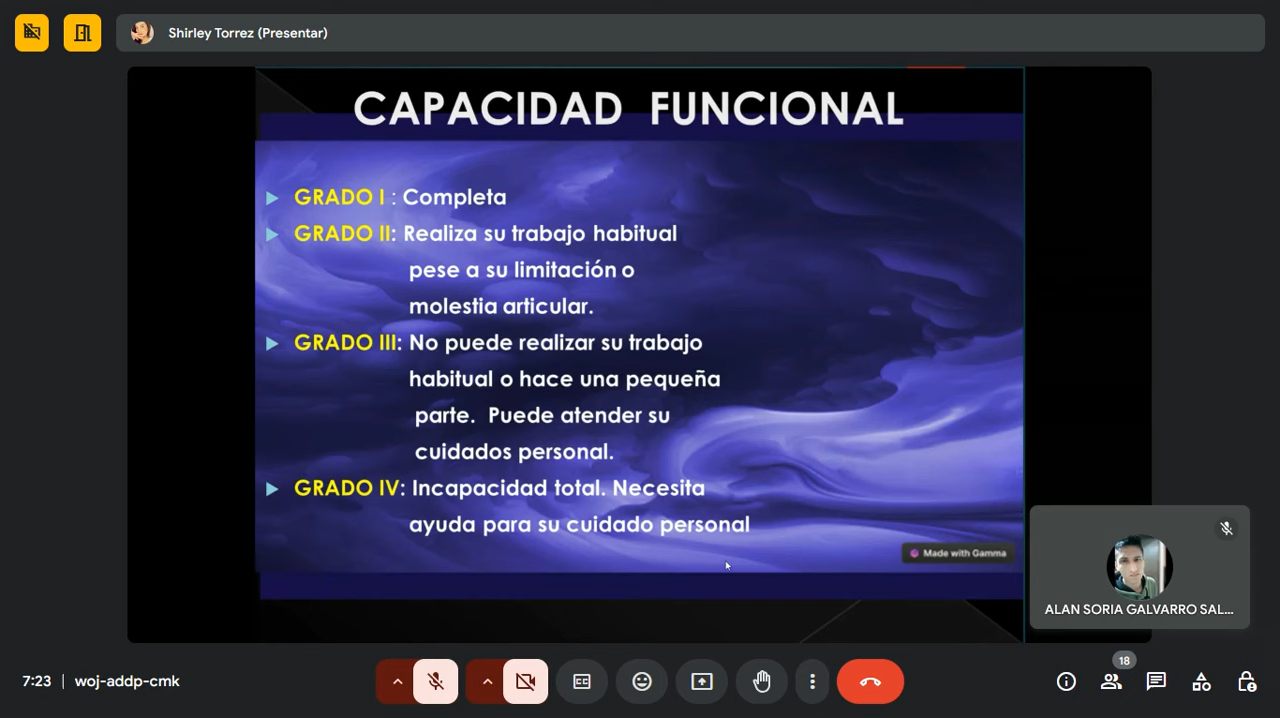 Shirley Torrez (Presentar)
CAPACIDAD FUNCIONAL
GRADO I : Completa
GRADO II: Realiza su trabajo habitual
pese a su limitación o
molestia articular.
GRADO III: No puede realizar su trabajo
habitual o hace una pequeña
parte. Puede atender su
cuidados personal.
GRADO IV: Incapacidad total. Necesita
ayuda para su cuidado personal
Made with Gamma
ALAN SORIA GALVARRO SAL...
7:23 | woj-addp-cmk
CC
18